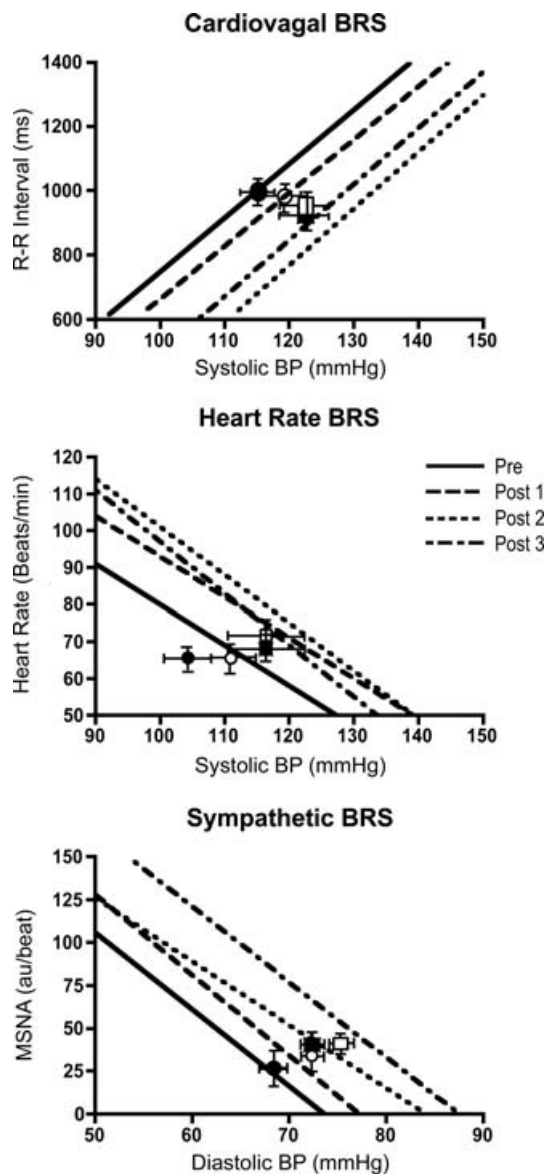 Cardiovagal BRS
1400
1200
1000
800
600
R-R Interval (ms)
90 100 110 120 130 140 150
Systolic BP (mmHg)
Heart Rate BRS
120
110
100
90
80
70
60
50
Heart Rate (Beats/min)
Pre
Post 1
Post 2
Post 3
90 100 110 120 130 140 150
Systolic BP (mmHg)
Sympathetic BRS
150
125
100
75
50
25
0
MSNA (au/beat)
50 60 70 80 90
Diastolic BP (mmHg)